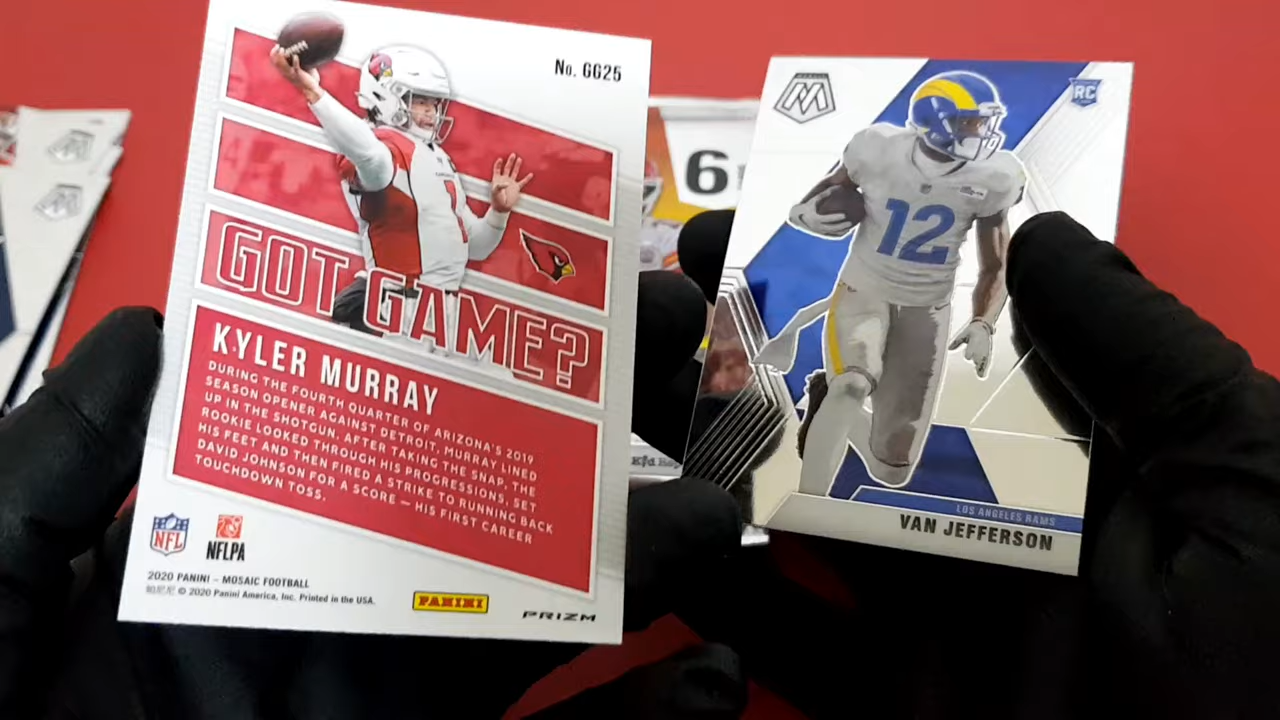 No. GG25
1
GOT GAME?
KYLER MURRAY
DURING THE FOURTH QUARTER OF ARIZONA'S 2019
SEASON OPENER AGAINST DETROIT, MURRAY LINED
UP IN THE SHOTGUN. AFTER TAKING THE SNAP, THE
ROOKIE LOOKED THROUGH HIS PROGRESSIONS, SET
HIS FEET AND THEN FIRED A STRIKE TO RUNNING BACK
DAVID JOHNSON FOR A SCORE — HIS FIRST CAREER
TOUCHDOWN TOSS.
NFL
NFLPA
2020 PANINI – MOSAIC FOOTBALL
© 2020 Panini America, Inc. Printed in the USA.
PANINI
PRIZM
6
M
RC
12
LOS ANGELES RAMS
VAN JEFFERSON